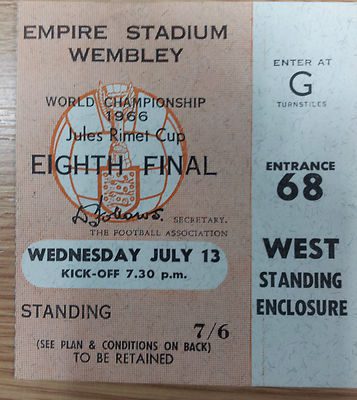 EMPIRE STADIUM
WEMBLEY
WORLD CHAMPIONSHIP
1966
Jules Rimet Cup
EIGHTH FINAL
D. Follows.
SECRETARY.
THE FOOTBALL ASSOCIATION
WEDNESDAY JULY 13
KICK-OFF 7.30 p.m.
STANDING
7/6
(SEE PLAN & CONDITIONS ON BACK)
TO BE RETAINED
ENTER AT
G
TURNSTILES
ENTRANCE
68
WEST
STANDING
ENCLOSURE